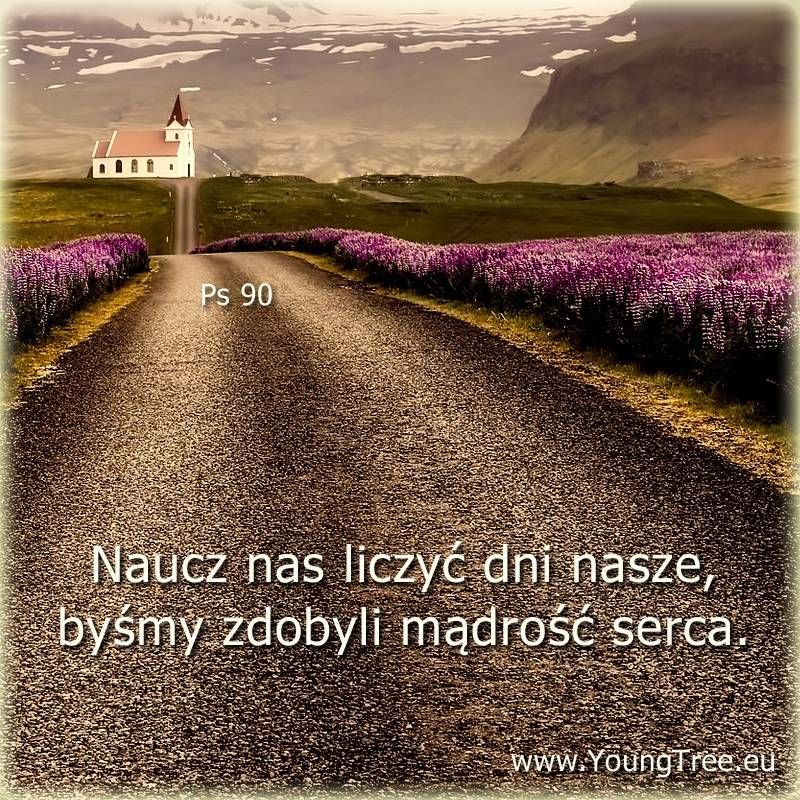 Ps 90
Naucz nas liczyć dni nasze,
byśmy zdobyli mądrość serca.
www.YoungTree.eu